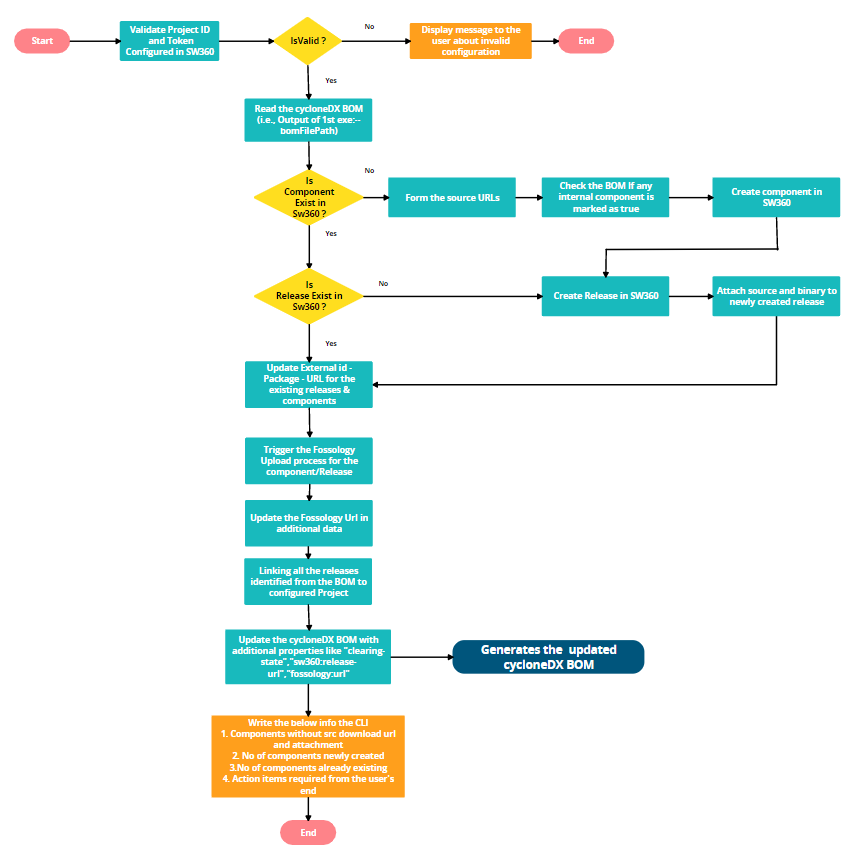 Start
Validate Project ID
and Token
Configured in SW360
IsValid ?
No
Display message to the
user about invalid
configuration
End
Yes
Read the cycloneDX BOM
(i.e., Output of 1st exe:--
bomFilePath)
Is
Component
Exist in
Sw360 ?
No
Form the source URLs
Check the BOM if any
internal component is
marked as true
Create component in
SW360
Yes
Is
Release Exist in
Sw360 ?
No
Create Release in SW360
Attach source and binary to
newly created release
Yes
Update External id -
Package - URL for the
existing releases &
components
Trigger the Fossology
Upload process for the
component/Release
Update the Fossology Url in
additional data
Linking all the releases
identified from the BOM to
configured Project
Update the cycloneDX BOM with
additional properties like "clearing-
state","sw360:release-
url","fossology:url"
Generates the updated
cycloneDX BOM
Write the below info the CLI
1. Components without src download url
and attachment
2. No of components newly created
3.No of components already existing
4. Action items required from the user's
end
End